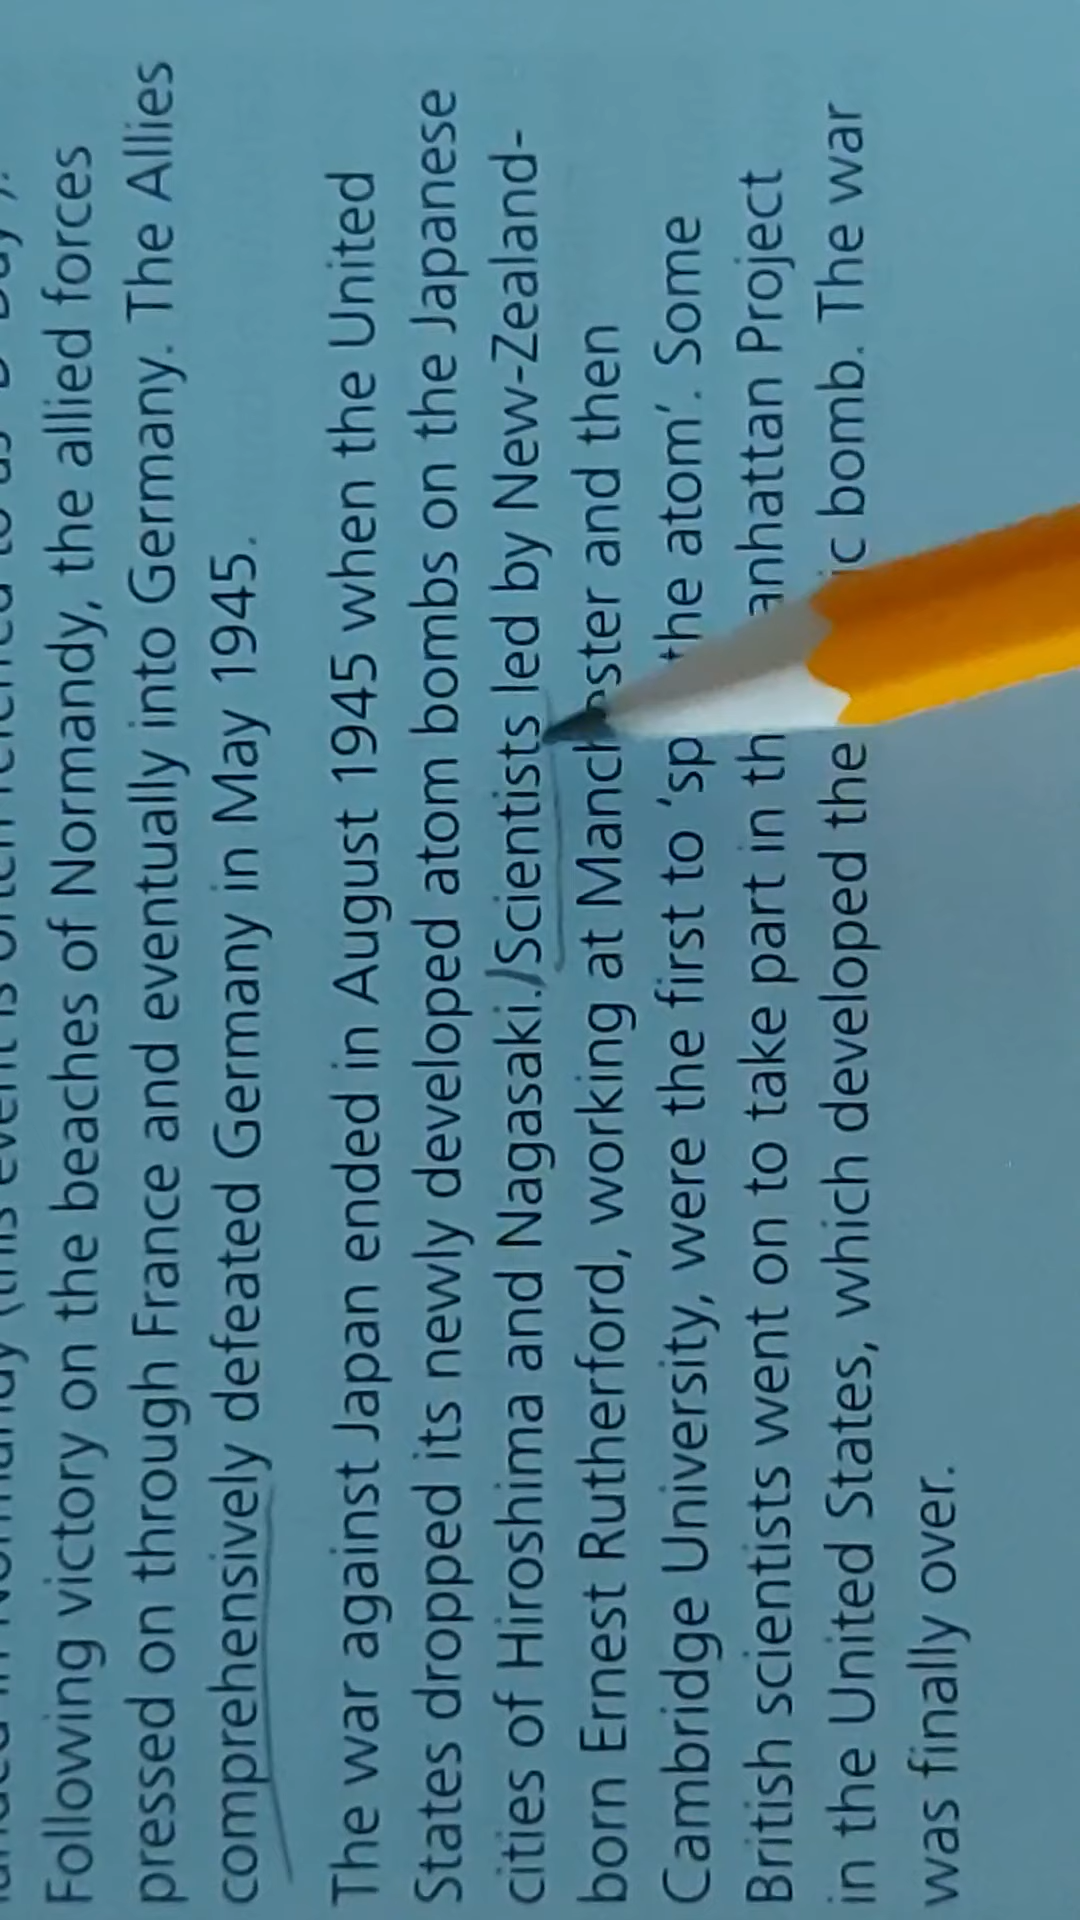 Following victory on the beaches of Normandy, the allied forces
pressed on through France and eventually into Germany. The Allies
comprehensively defeated Germany in May 1945.
The war against Japan ended in August 1945 when the United
States dropped its newly developed atom bombs on the Japanese
cities of Hiroshima and Nagasaki./Scientists led by New-Zealand-
born Ernest Rutherford, working at Manchester and then
Cambridge University, were the first to ‘sp the atom’. Some
British scientists went on to take part in th anhattan Project
in the United States, which developed the ic bomb. The war
was finally over.